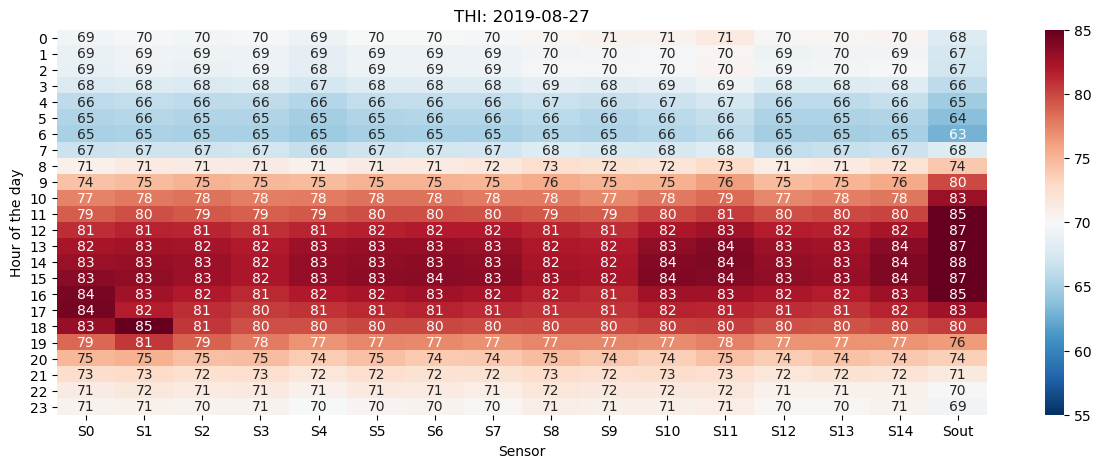 THI: 2019-08-27
0 69 70 70 70 69 70 70 70 70 71 71 71 70 70 70 68
1 69 69 69 69 69 69 69 69 70 70 70 70 69 70 69 67
2 69 69 69 69 68 69 69 69 70 70 70 70 69 70 70 67
3 68 68 68 68 67 68 68 68 69 68 69 69 68 68 68 66
4 66 66 66 66 66 66 66 66 67 66 67 67 66 66 66 65
5 65 66 65 65 65 65 66 65 66 66 66 66 65 65 66 64
6 65 65 65 65 65 65 65 65 65 65 66 66 65 65 65 63
7 67 67 67 67 66 67 67 67 68 68 68 68 66 67 67 68
8 71 71 71 71 71 71 71 72 73 72 72 73 71 71 72 74
9 74 75 75 75 75 75 75 75 76 75 75 76 75 75 76 80
10 77 78 78 78 78 78 78 78 78 77 78 79 77 78 78 83
11 79 80 79 79 79 80 80 80 79 79 80 81 80 80 80 85
12 81 81 81 81 81 82 82 82 81 81 82 83 82 82 82 87
13 82 83 82 82 83 83 83 83 82 82 83 84 83 83 84 87
14 83 83 83 82 83 83 83 83 82 82 84 84 83 83 84 88
15 83 83 83 82 83 83 84 83 83 82 84 84 83 83 84 87
16 84 83 82 81 82 82 83 82 82 81 83 83 82 82 83 85
17 84 82 81 80 81 81 81 81 81 81 82 81 81 81 82 83
18 83 85 81 80 80 80 80 80 80 80 80 80 80 80 80 80
19 79 81 79 78 77 77 77 77 77 77 77 78 77 77 77 76
20 75 75 75 75 74 75 74 74 75 74 74 75 74 74 74 74
21 73 73 72 73 72 72 72 72 73 72 73 73 72 72 72 71
22 71 72 71 71 71 71 71 71 72 72 72 72 71 71 71 70
23 71 71 70 71 70 70 70 70 71 71 71 71 70 70 71 69
S0 S1 S2 S3 S4 S5 S6 S7 S8 S9 S10 S11 S12 S13 S14 Sout
Sensor
Hour of the day
85
80
75
70
65
60
55